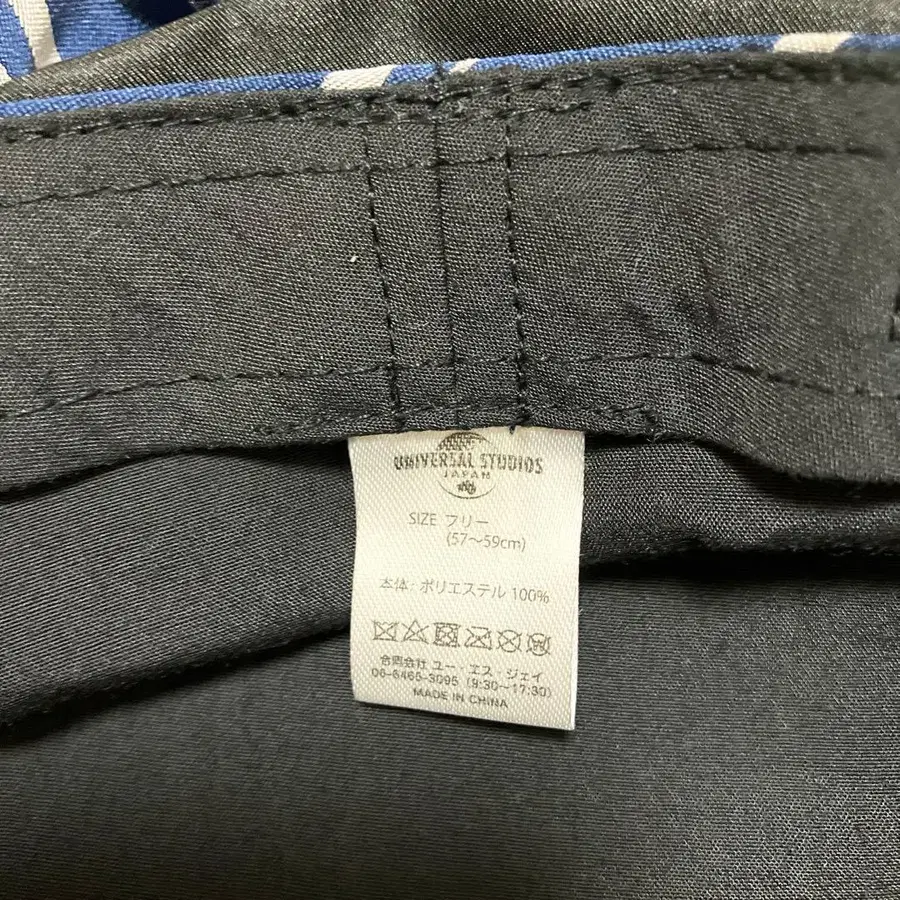 UNIVERSAL STUDIOS
JAPAN
SIZE フリー
(57～59cm)
本体: ポリエステル 100%
合同会社 ユー・エス・ジェイ
06-6465-3095 (9:30～17:30)
MADE IN CHINA